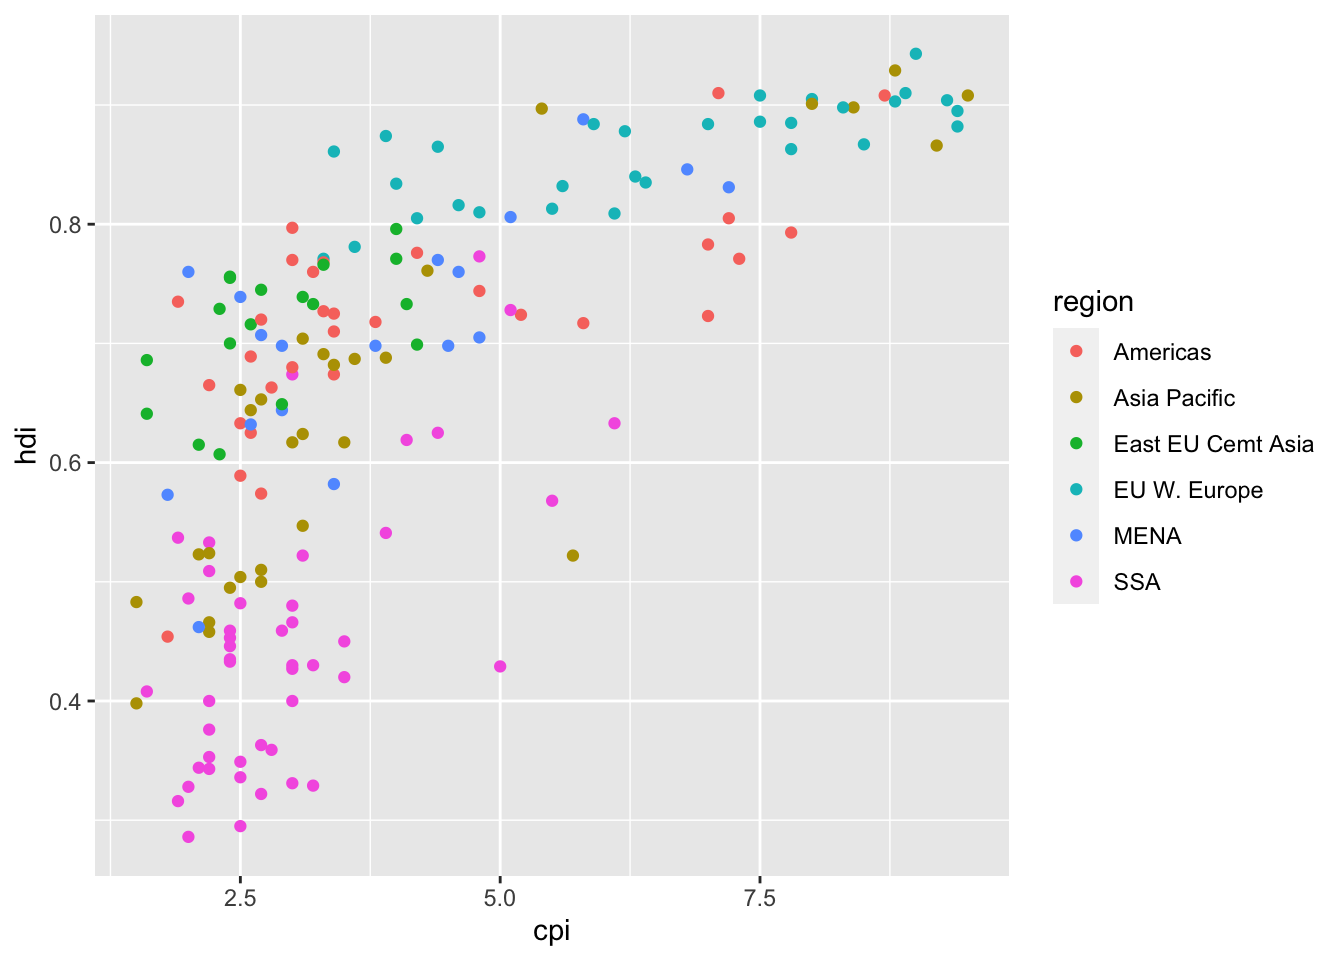 hdi
0.8
0.6
0.4
2.5
5.0
7.5
cpi
region
Americas
Asia Pacific
East EU Cemt Asia
EU W. Europe
MENA
SSA